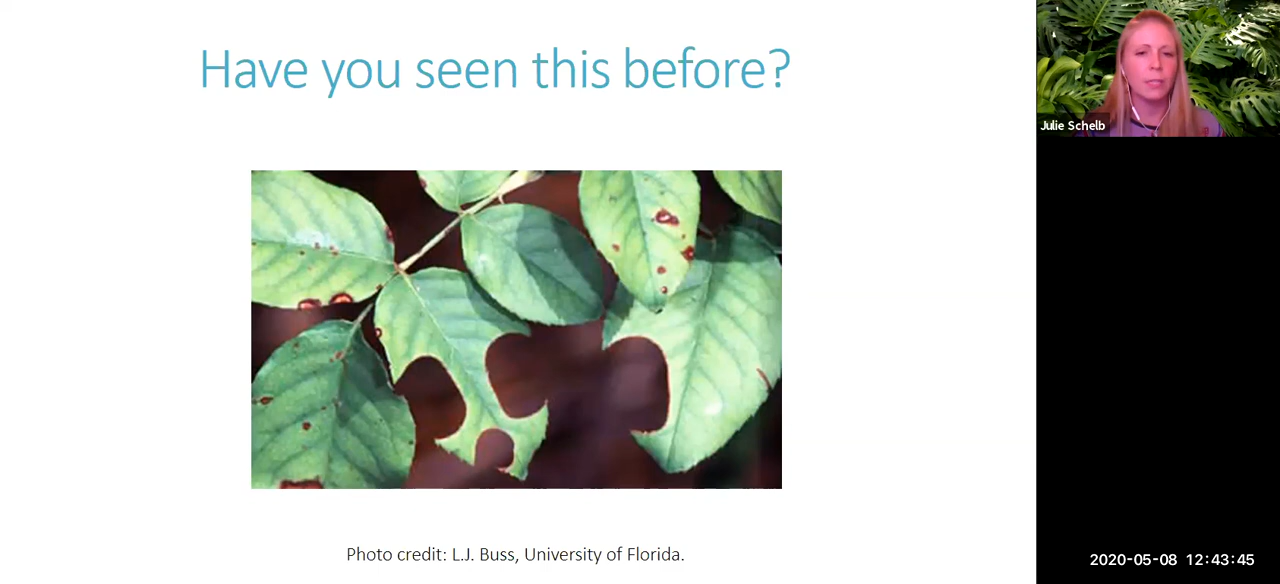 Have you seen this before?
Julie Schelb
Photo credit: L.J. Buss, University of Florida.
2020-05-08 12:43:45